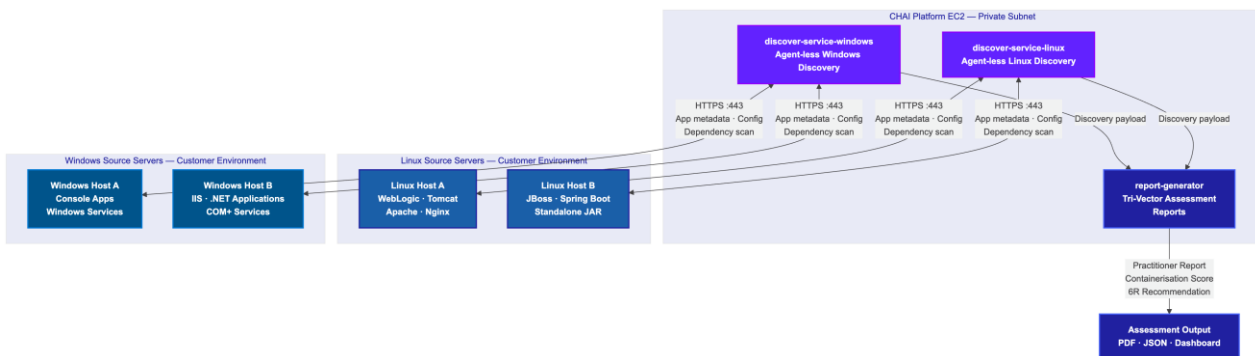 CHAI Platform EC2 — Private Subnet
discover-service-windows
Agent-less Windows
Discovery
discover-service-linux
Agent-less Linux Discovery
HTTPS :443
App metadata · Config
Dependency scan
HTTPS :443
App metadata · Config
Dependency scan
HTTPS :443
App metadata · Config
Dependency scan
HTTPS :443
App metadata · Config
Dependency scan
Discovery payload
Discovery payload
Windows Source Servers — Customer Environment
Windows Host A
Console Apps
Windows Services
Windows Host B
IIS · .NET Applications
COM+ Services
Linux Source Servers — Customer Environment
Linux Host A
WebLogic · Tomcat
Apache · Nginx
Linux Host B
JBoss · Spring Boot
Standalone JAR
report-generator
Tri-Vector Assessment
Reports
Practitioner Report
Containerisation Score
6R Recommendation
Assessment Output
PDF · JSON · Dashboard